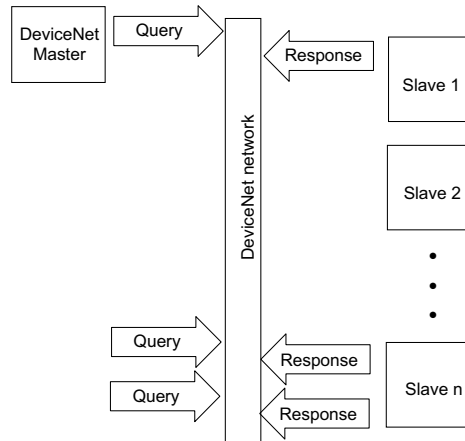 DeviceNet
Master
Query
Response
Slave 1
DeviceNet network
Slave 2
Query
Response
Query
Slave n
Response